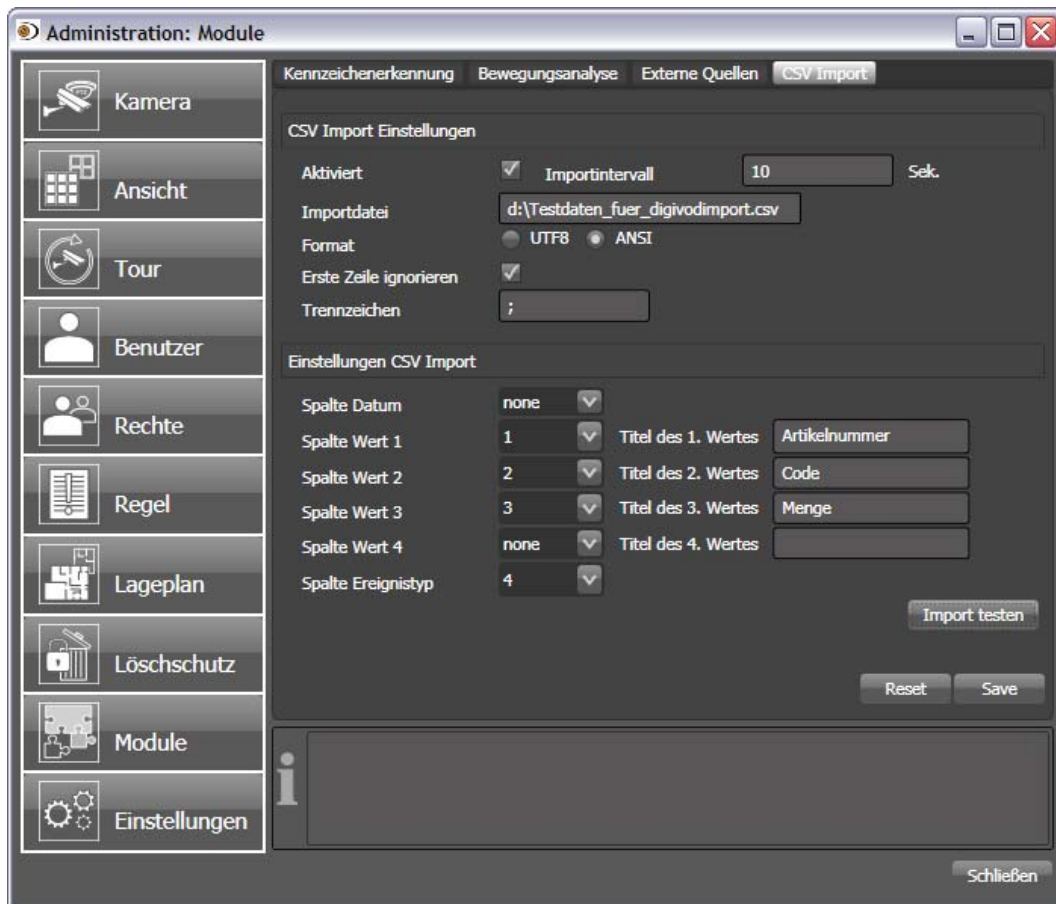 Administration: Module
Kamera
Ansicht
Tour
Benutzer
Rechte
Regel
Lageplan
Löschschutz
Module
Einstellungen
Kennzeichenerkennung Bewegungsanalyse Externe Quellen CSV Import
CSV Import Einstellungen
Aktiviert Importintervall 10 Sek.
Importdatei d:\Testdaten_fuer_digivodimport.csv
Format UTF8 ANSI
Erste Zeile ignorieren
Trennzeichen ;
Einstellungen CSV Import
Spalte Datum none
Spalte Wert 1 1 Titel des 1. Wertes Artikelnummer
Spalte Wert 2 2 Titel des 2. Wertes Code
Spalte Wert 3 3 Titel des 3. Wertes Menge
Spalte Wert 4 none Titel des 4. Wertes
Spalte Ereignistyp 4
Import testen
Reset Save
Schließen